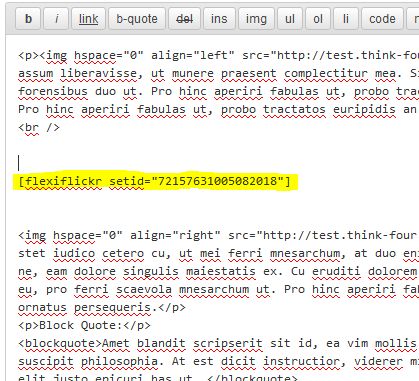 b i link b-quote del ins img ul ol li code
<p><img hspace="0" align="left" src="http://test.think-fou
assum liberavisse, ut munere praesent complectitur mea. Si
forensibus duo ut. Pro hinc aperiri fabulas ut, probo trac
Pro hinc aperiri fabulas ut, probo tractatos euripidis an
<br />
[flexiflickr setid="72157631005082018"]
<img hspace="0" align="right" src="http://test.think-four
stet iudico cetero cu, ut mei ferri mnesarchum, at duo eni
ne, eam dolore singulis maiestatis ex. Cu eruditi dolorem
eu, pro ferri scaevola mnesarchum ut. Pro hinc aperiri fab
ornatus persequeris.</p>
<p>Block Quote:</p>
<blockquote>Amet blandit scripserit sit id, ea vim mollis
suscipit philosophia. At est dicit instructior, viderer mi
elit justo epicuri has ut. </blockquote>